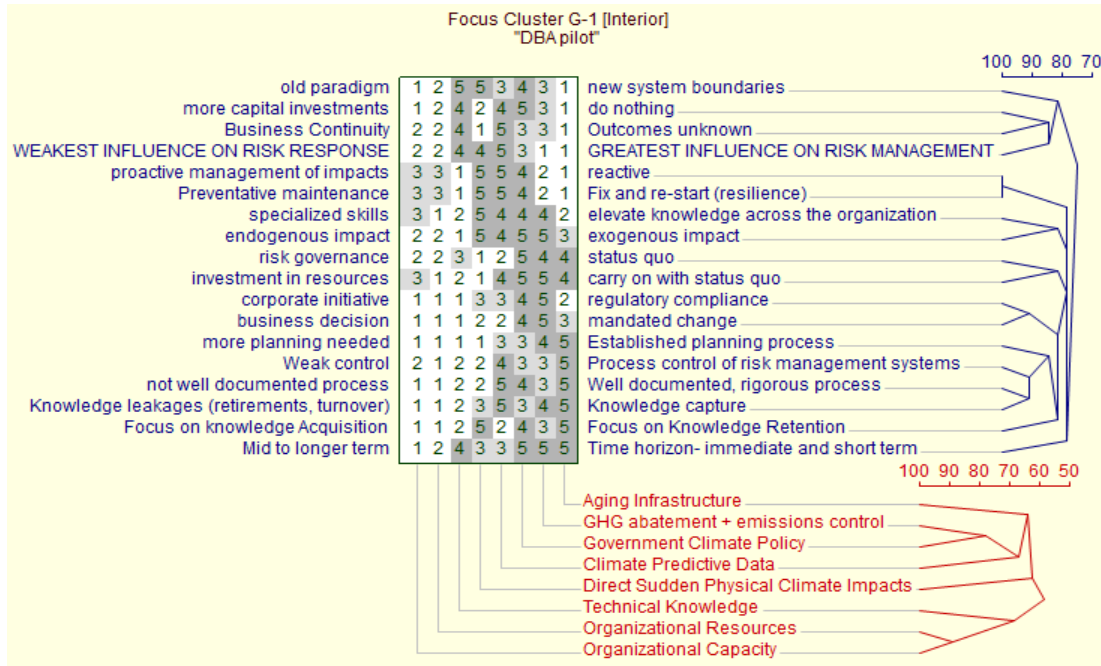 Focus Cluster G-1 [Interior]
"DBA pilot"
100 90 80 70
old paradigm 1 2 5 5 3 4 3 1 new system boundaries
more capital investments 1 2 4 2 4 5 3 1 do nothing
Business Continuity 2 2 4 1 5 3 3 1 Outcomes unknown
WEAKEST INFLUENCE ON RISK RESPONSE 2 2 4 4 5 3 1 1 GREATEST INFLUENCE ON RISK MANAGEMENT
proactive management of impacts 3 3 1 5 5 4 2 1 reactive
Preventative maintenance 3 3 1 5 5 4 2 1 Fix and re-start (resilience)
specialized skills 3 1 2 5 4 4 4 2 elevate knowledge across the organization
endogenous impact 2 2 1 5 4 5 5 3 exogenous impact
risk governance 2 2 3 1 2 5 4 4 status quo
investment in resources 3 1 2 1 4 5 5 4 carry on with status quo
corporate initiative 1 1 1 3 3 4 5 2 regulatory compliance
business decision 1 1 1 2 2 4 5 3 mandated change
more planning needed 1 1 1 1 3 3 4 5 Established planning process
Weak control 2 1 2 2 4 3 3 5 Process control of risk management systems
not well documented process 1 1 2 2 5 4 3 5 Well documented, rigorous process
Knowledge leakages (retirements, turnover) 1 1 2 3 5 3 4 5 Knowledge capture
Focus on knowledge Acquisition 1 1 2 5 2 4 3 5 Focus on Knowledge Retention
Mid to longer term 1 2 4 3 3 5 5 5 Time horizon- immediate and short term
100 90 80 70 60 50
Aging Infrastructure
GHG abatement + emissions control
Government Climate Policy
Climate Predictive Data
Direct Sudden Physical Climate Impacts
Technical Knowledge
Organizational Resources
Organizational Capacity